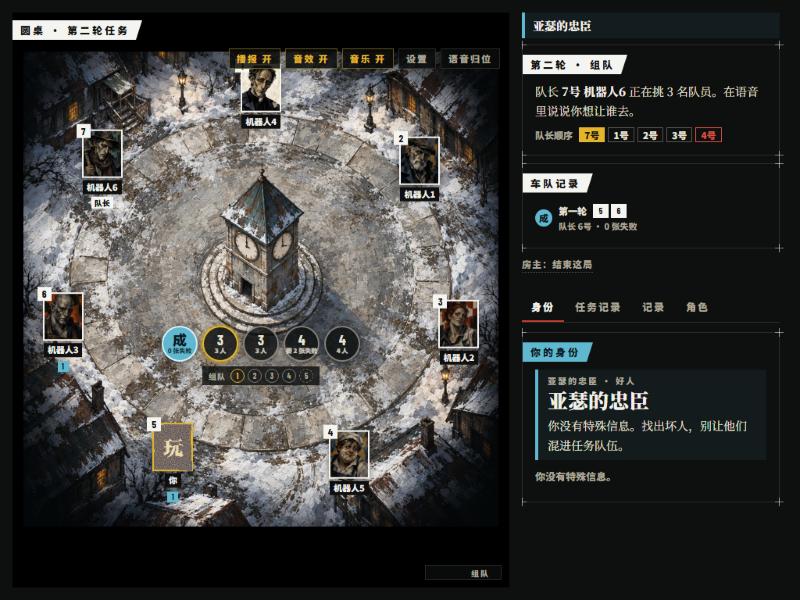 圆桌 · 第二轮任务
播报 开
音效 开
音乐 开
设置
语音归位
机器人4
7
机器人6
队长
2
机器人1
6
机器人3
1
3
机器人2
成
0 张失败
3
3 人
3
3 人
4
要 2 张失败
4
4 人
组队 1 2 3 4 5
5
玩
你
1
4
机器人5
组队
亚瑟的忠臣
第二轮 · 组队
队长 7号 机器人6 正在挑 3 名队员。在语音
里说说你想让谁去。
队长顺序 7号 1号 2号 3号 4号
车队记录
成 第一轮 5 6
队长 6号 · 0 张失败
房主: 结束这局
身份 任务记录 记录 角色
你的身份
亚瑟的忠臣 · 好人
亚瑟的忠臣
你没有特殊信息。找出坏人,别让他们
混进任务队伍。
你没有特殊信息。